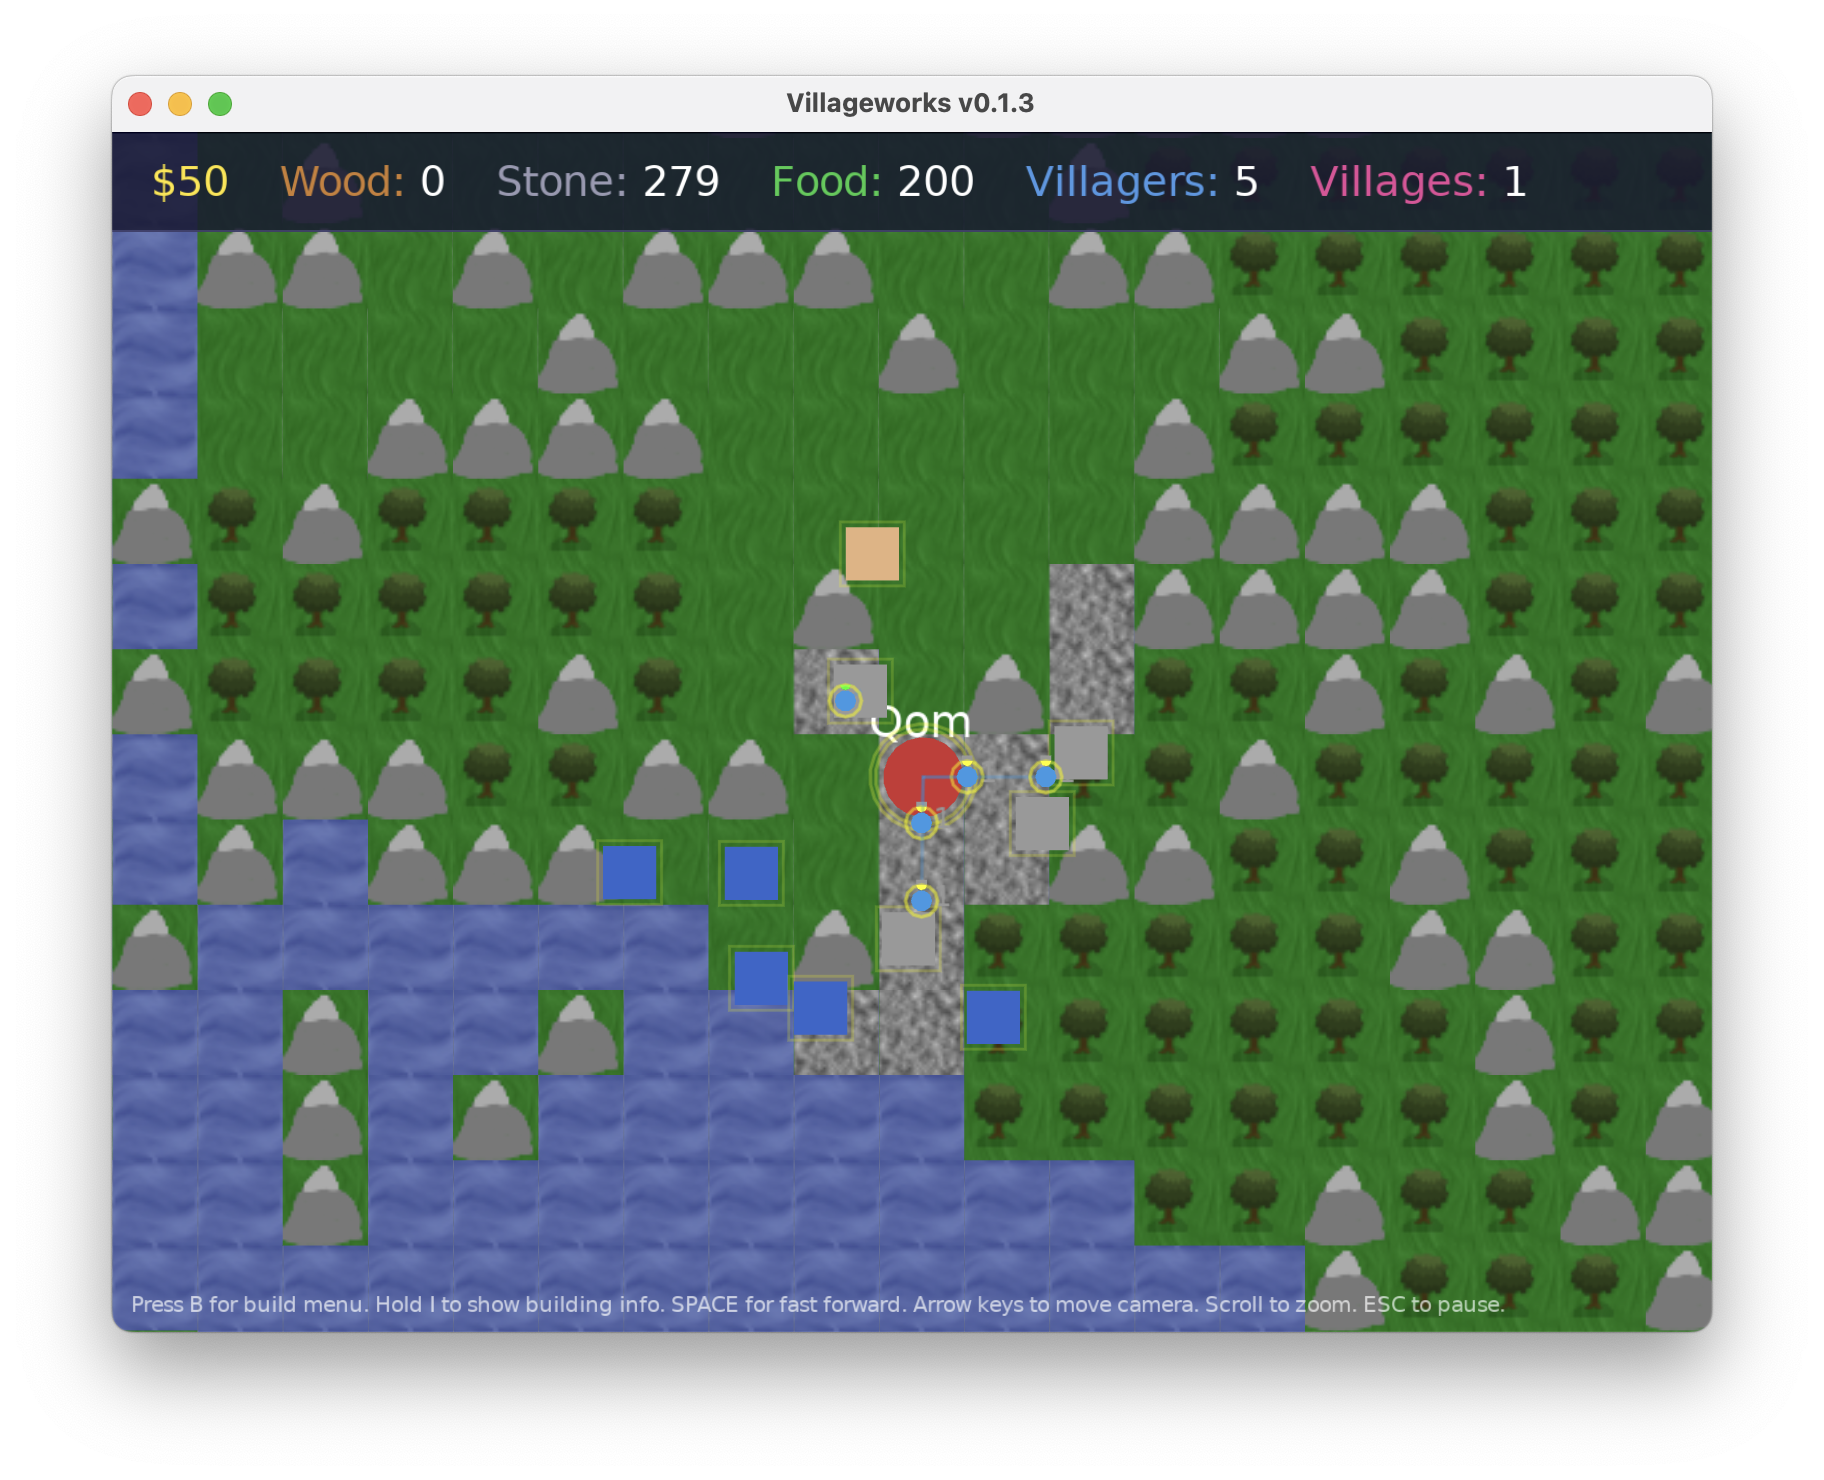 Villageworks v0.1.3
$50 Wood: 0 Stone: 279 Food: 200 Villagers: 5 Villages: 1
Qom
Press B for build menu. Hold I to show building info. SPACE for fast forward. Arrow keys to move camera. Scroll to zoom. ESC to pause.